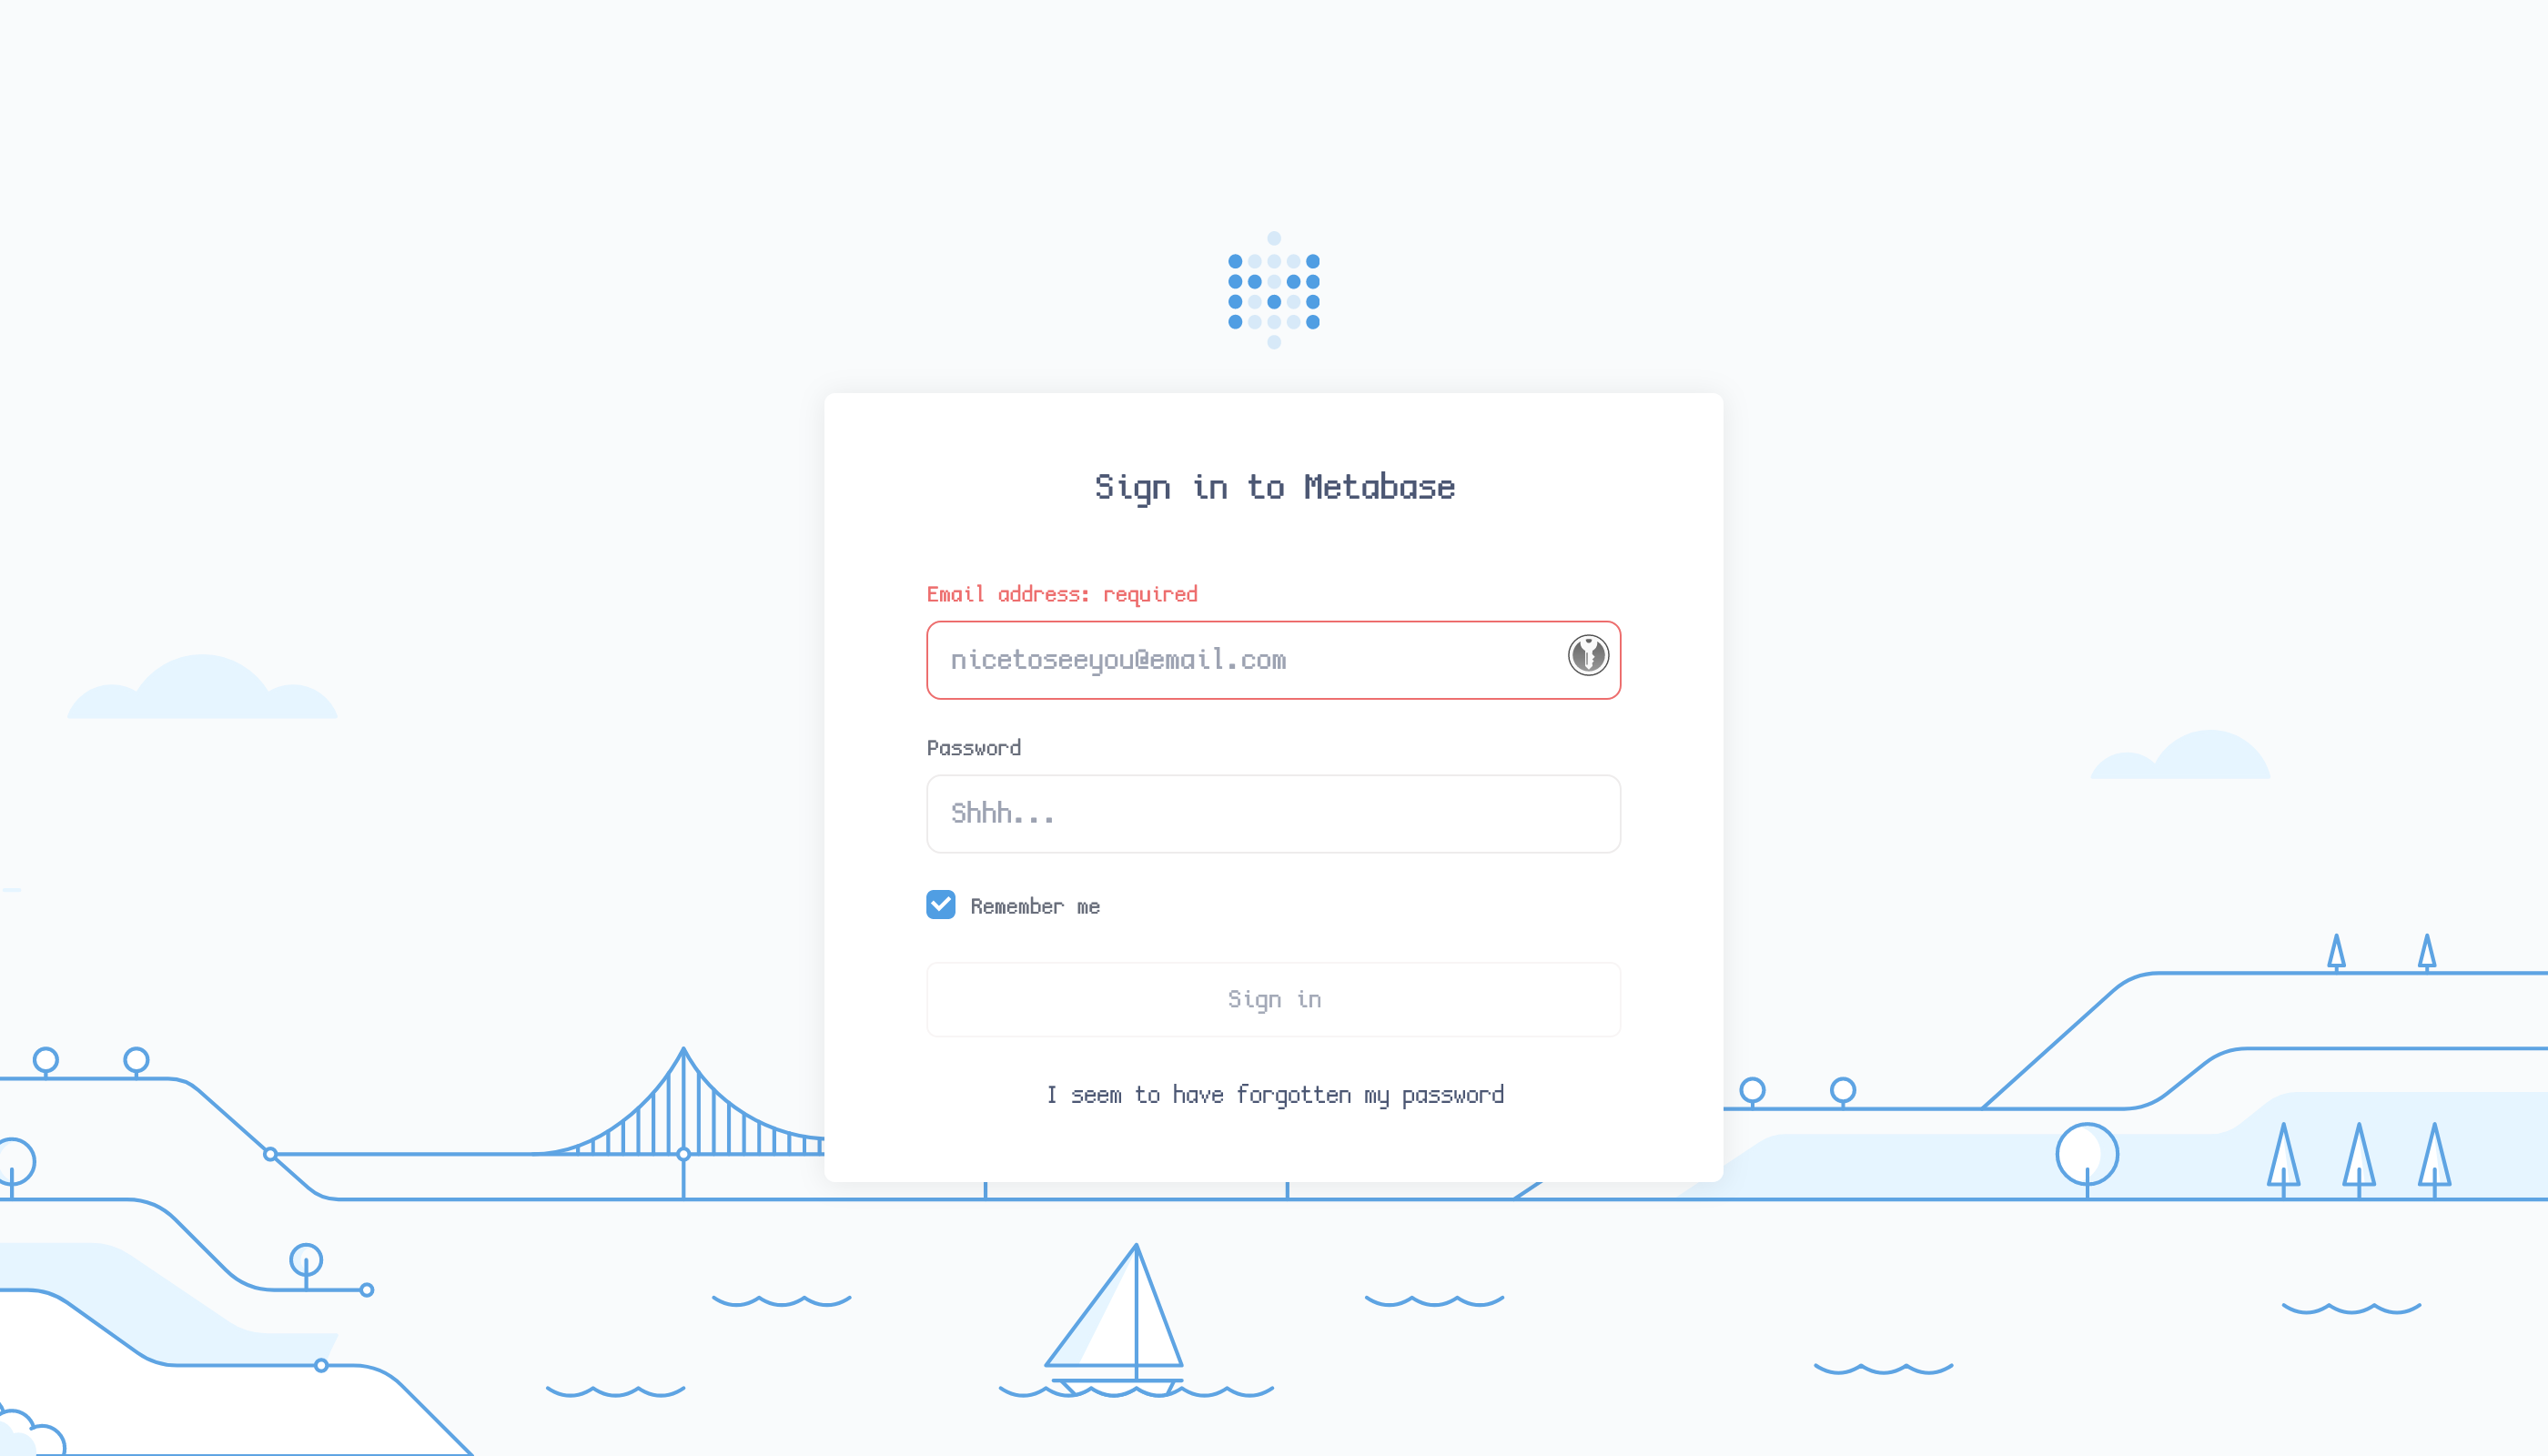 Sign in to Metabase
Email address: required
nicetoseeyou@email.com
Password
Shhh...
Remember me
Sign in
I seem to have forgotten my password